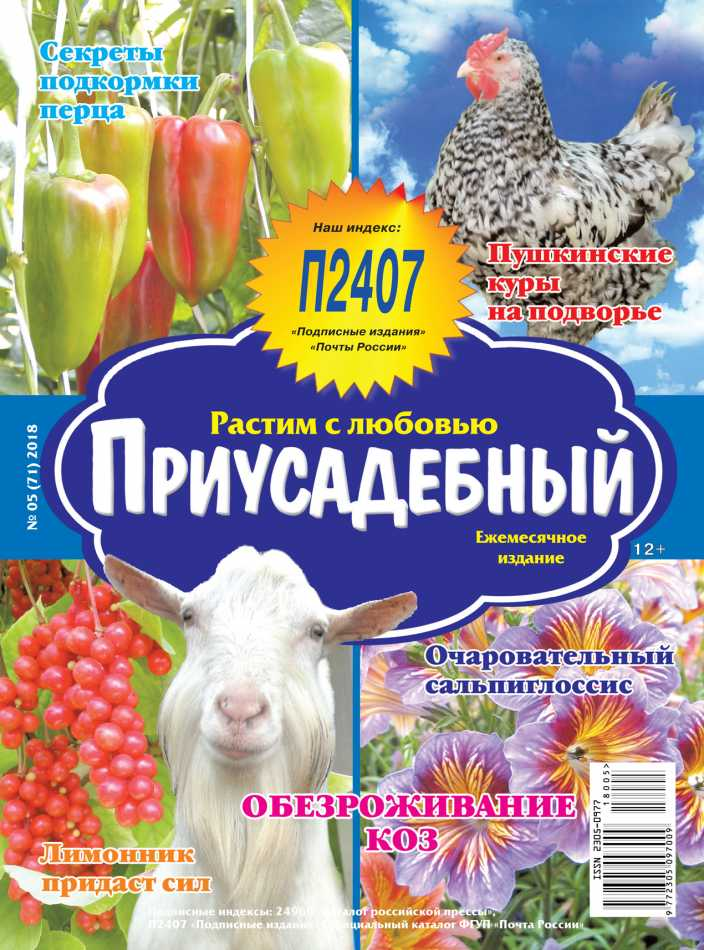 Секреты
подкормки
перца
Наш индекс:
П2407
«Подписные издания»
«Почты России»
Пушкинские
куры
на подворье
Растим с любовью
ПРИУСАДЕБНЫЙ
Ежемесячное
издание
№ 05 (71) 2018
12+
Очаровательный
сальпиглоссис
ОБЕЗРОЖИВАНИЕ
КОЗ
Лимонник
придаст сил
18005>
ISSN 2305-0977
9 772305 097009
Подписные индексы: 24960 «Каталог российской прессы»,
П2407 «Подписные издания» Официальный каталог ФГУП «Почта России»